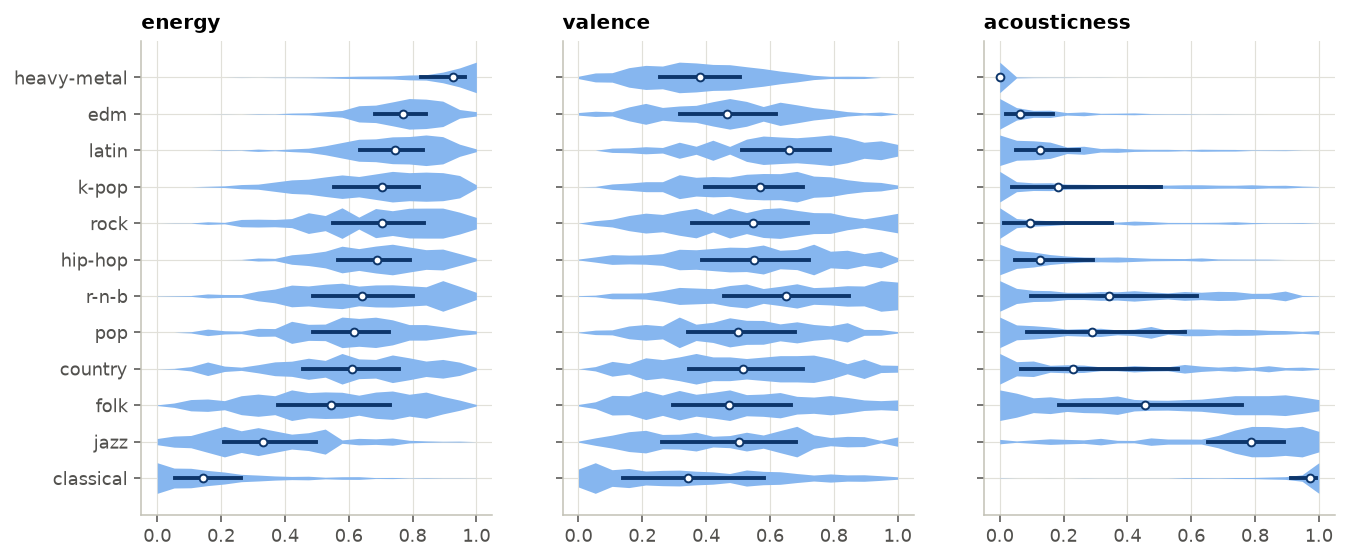 energy
valence
acousticness
heavy-metal
edm
latin
k-pop
rock
hip-hop
r-n-b
pop
country
folk
jazz
classical
0.0 0.2 0.4 0.6 0.8 1.0
0.0 0.2 0.4 0.6 0.8 1.0
0.0 0.2 0.4 0.6 0.8 1.0